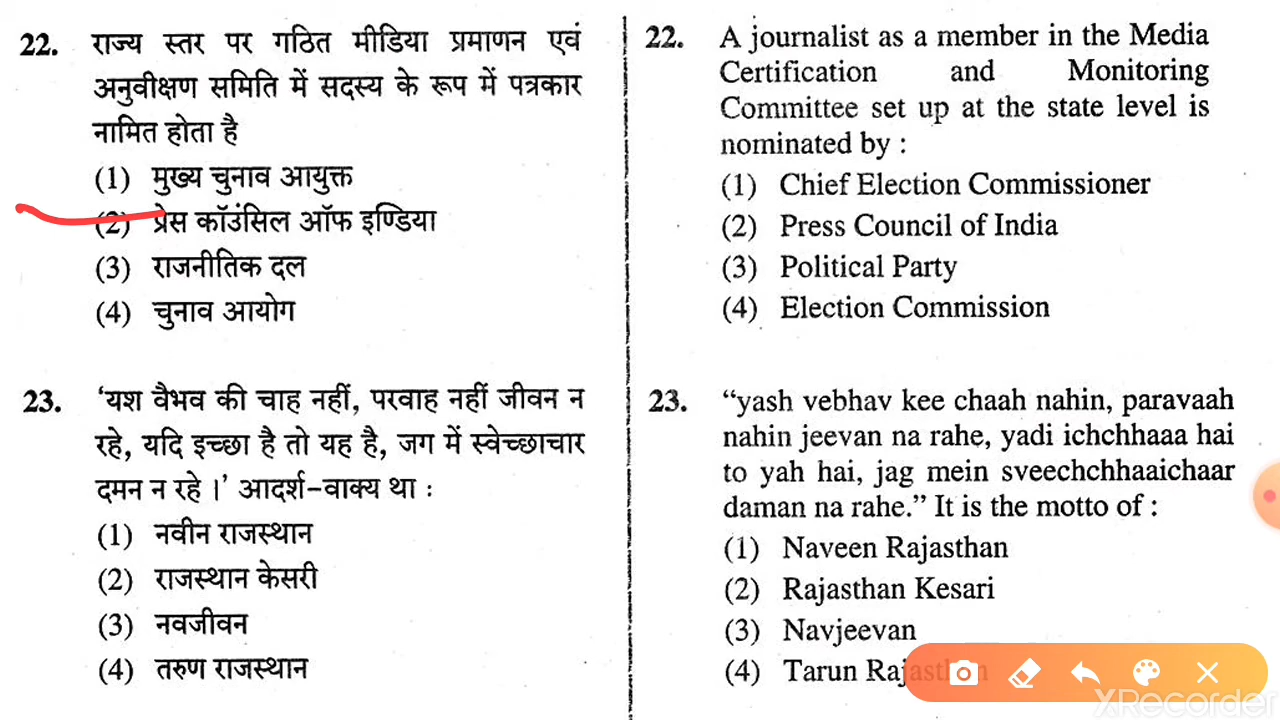 22. राज्य स्तर पर गठित मीडिया प्रमाणन एवं
अनुवीक्षण समिति में सदस्य के रूप में पत्रकार
नामित होता है
(1) मुख्य चुनाव आयुक्त
(2) प्रेस कॉउंसिल ऑफ इण्डिया
(3) राजनीतिक दल
(4) चुनाव आयोग
23. ‘यश वैभव की चाह नहीं, परवाह नहीं जीवन न
रहे, यदि इच्छा है तो यह है, जग में स्वेच्छाचार
दमन न रहे ।’ आदर्श-वाक्य था :
(1) नवीन राजस्थान
(2) राजस्थान केसरी
(3) नवजीवन
(4) तरुण राजस्थान
22. A journalist as a member in the Media
Certification and Monitoring
Committee set up at the state level is
nominated by :
(1) Chief Election Commissioner
(2) Press Council of India
(3) Political Party
(4) Election Commission
23. “yash vebhav kee chaah nahin, paravaah
nahin jeevan na rahe, yadi ichchhaaa hai
to yah hai, jag mein sveechchhaaichaar
daman na rahe.” It is the motto of :
(1) Naveen Rajasthan
(2) Rajasthan Kesari
(3) Navjeevan
(4) Tarun Rajasthan
XRecorder